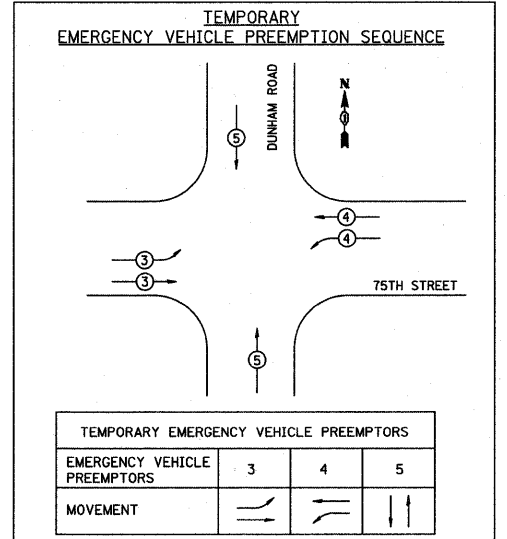 TEMPORARY
EMERGENCY VEHICLE PREEMPTION SEQUENCE
DUNHAM ROAD
N
5
4
4
3
3
75TH STREET
5
TEMPORARY EMERGENCY VEHICLE PREEMPTORS
EMERGENCY VEHICLE PREEMPTORS 3 4 5
MOVEMENT